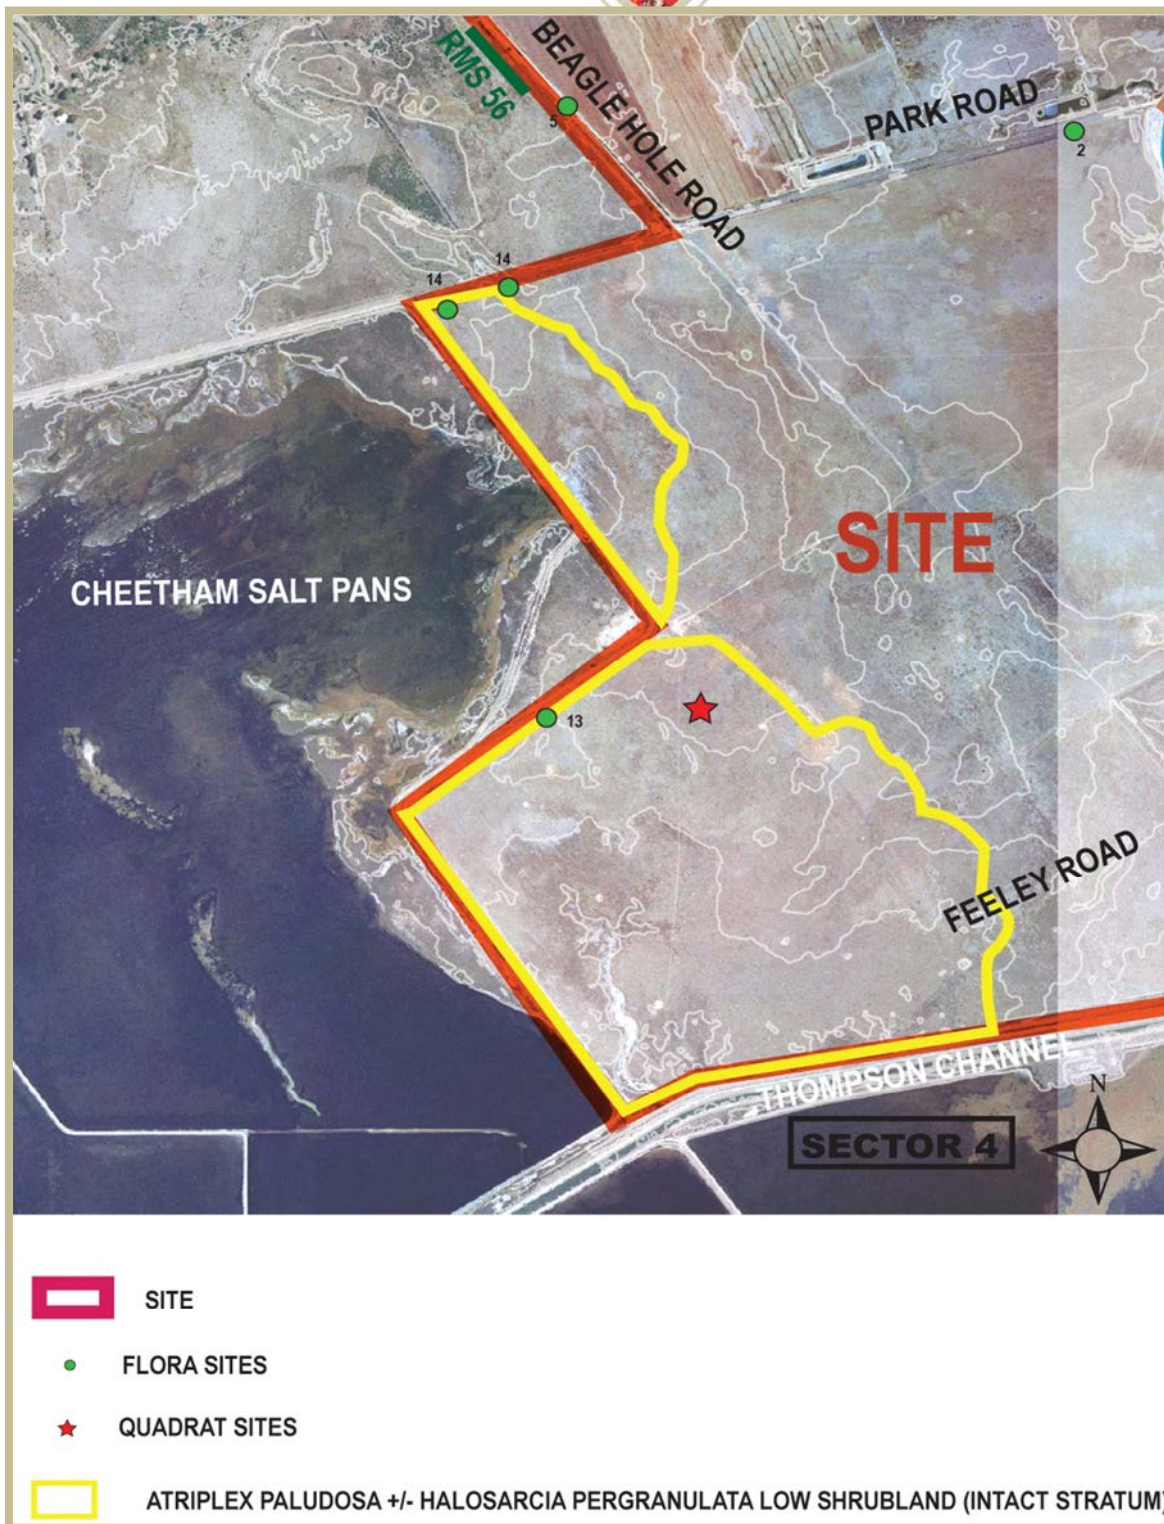 RMS 56
BEAGLE HOLE ROAD
PARK ROAD
5
2
14
14
SITE
CHEETHAM SALT PANS
13
FEELEY ROAD
THOMPSON CHANNEL
N
SECTOR 4
SITE
FLORA SITES
QUADRAT SITES
ATRIPLEX PALUDOSA +/- HALOSARCIA PERGRANULATA LOW SHRUBLAND (INTACT STRATUM)